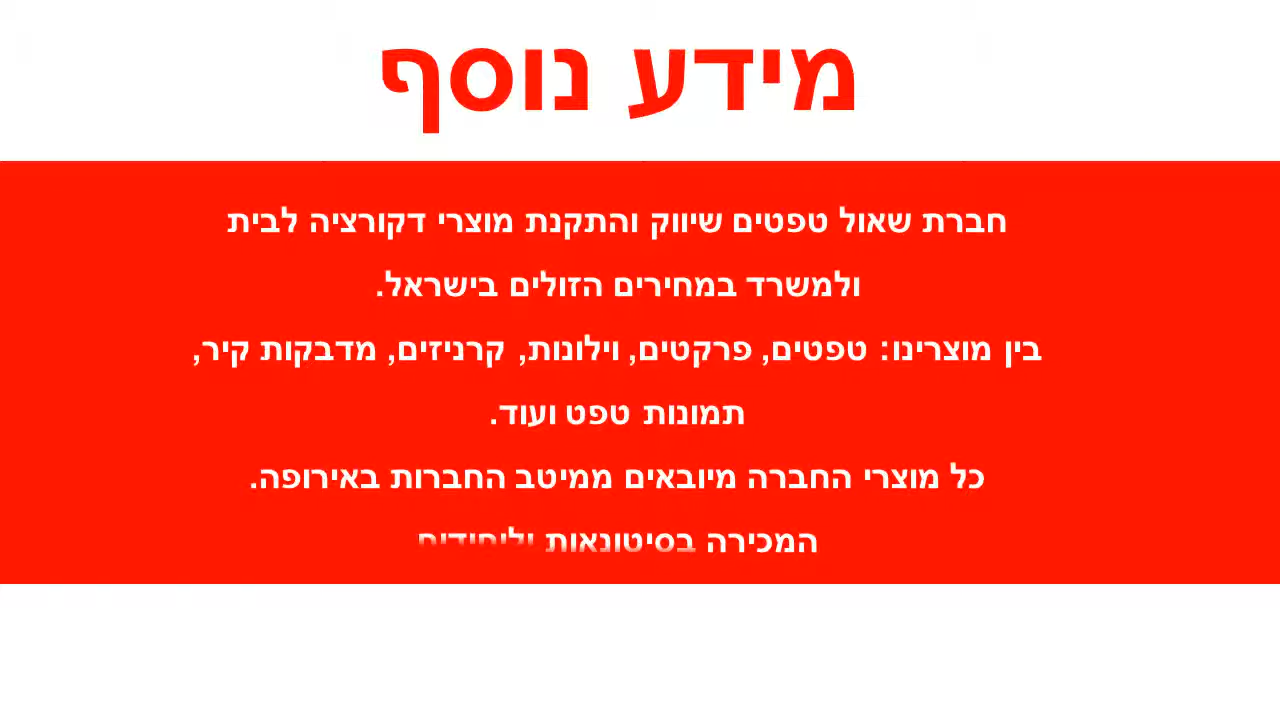 מידע נוסף
חברת שאול טפטים שיווק והתקנת מוצרי דקורציה לבית
ולמשרד במחירים הזולים בישראל.
בין מוצרינו: טפטים, פרקטים, וילונות, קרניזים, מדבקות קיר,
תמונות טפט ועוד.
כל מוצרי החברה מיובאים ממיטב החברות באירופה.
המכירה בסיטונאות